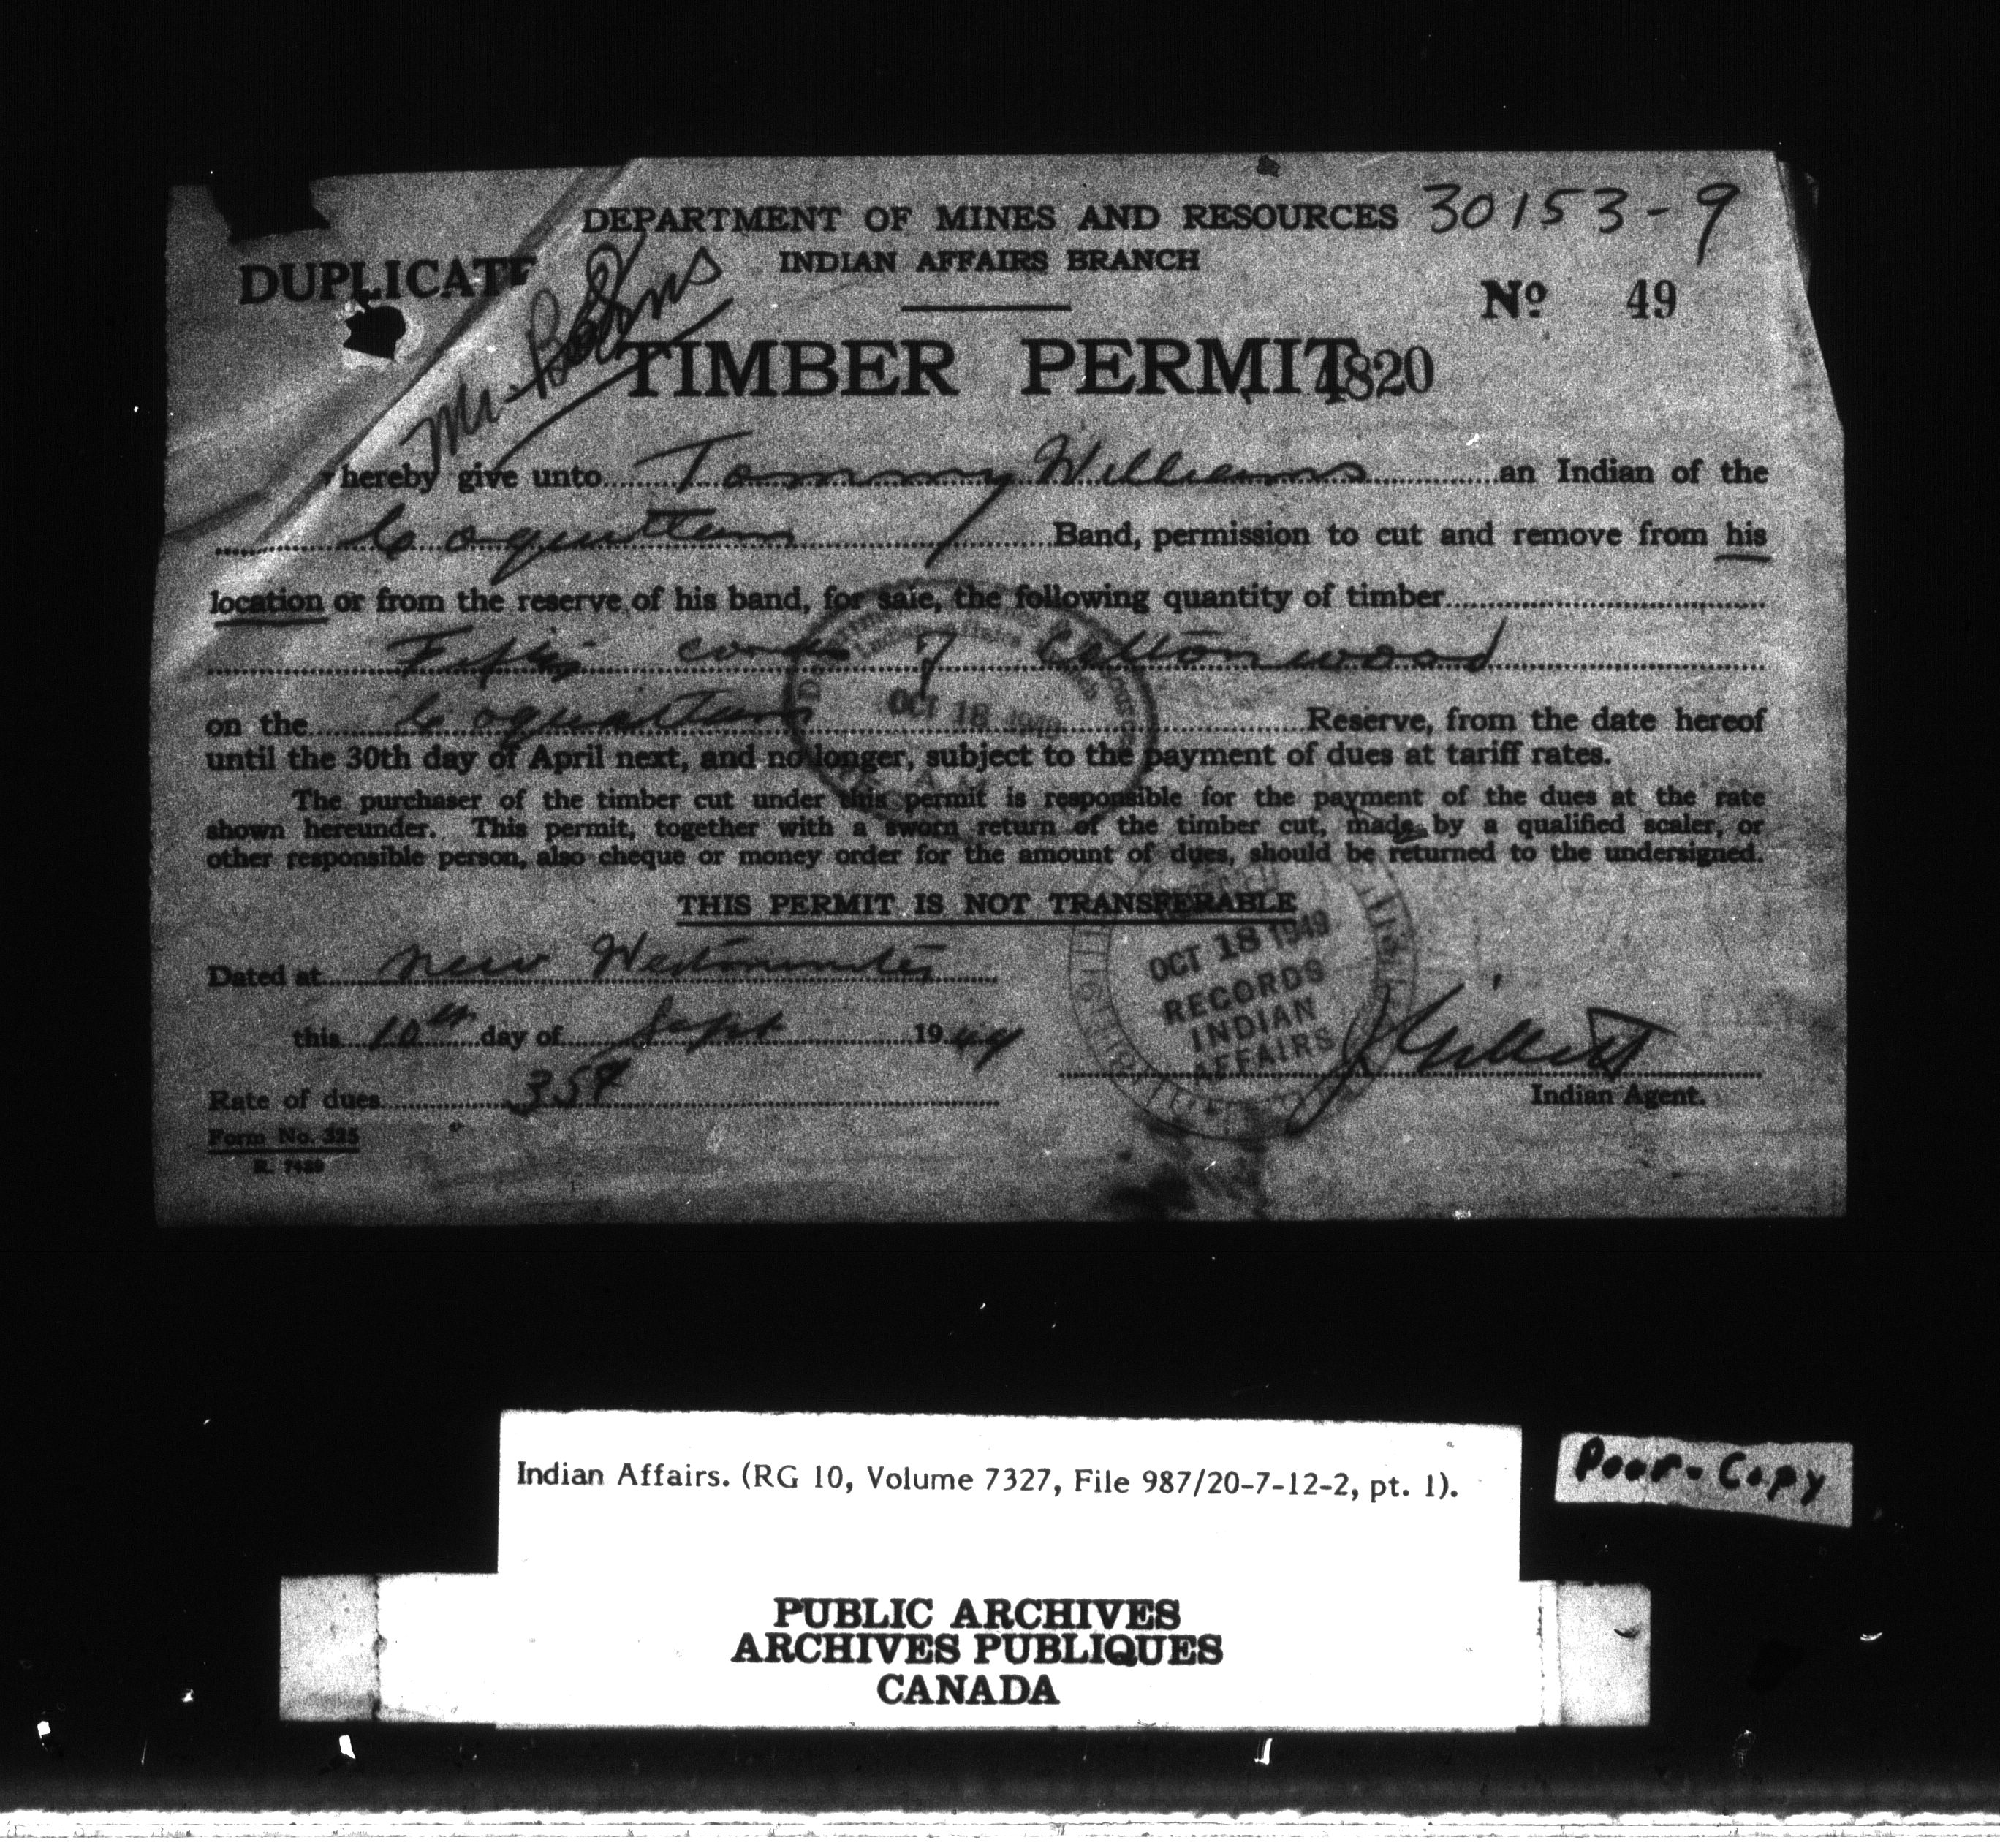 DEPARTMENT OF MINES AND RESOURCES 30153-9
INDIAN AFFAIRS BRANCH
DUPLICATE
Nº 49
Mr.
TIMBER PERMIT 4820
hereby give unto Tommy Williams an Indian of the
Coquitlam Band, permission to cut and remove from his
location or from the reserve of his band, for sale, the following quantity of timber
Fifty cords of Cottonwood
on the Coquitlam Reserve, from the date hereof
until the 30th day of April next, and no longer, subject to the payment of dues at tariff rates.
The purchaser of the timber cut under this permit is responsible for the payment of the dues at the rate
shown hereunder. This permit, together with a sworn return of the timber cut, made by a qualified scaler, or
other responsible person, also cheque or money order for the amount of dues, should be returned to the undersigned.
THIS PERMIT IS NOT TRANSFERABLE
Dated at New Westminster
this 10th day of Sept 1949
Rate of dues 35¢
Form No. 325
R. 7489
Indian Agent.
OCT 18 1949
OCT 18 1949
RECORDS
INDIAN
AFFAIRS
Indian Affairs. (RG 10, Volume 7327, File 987/20-7-12-2, pt. 1).
Poor-Copy
PUBLIC ARCHIVES
ARCHIVES PUBLIQUES
CANADA